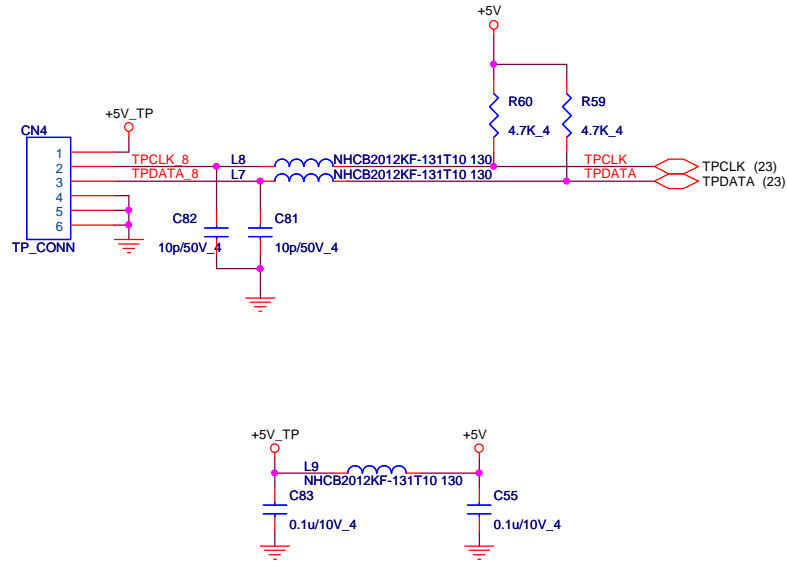 +5V
R60
R59
4.7K_4
4.7K_4
+5V_TP
CN4
1
2
3
4
5
6
TP_CONN
TPCLK_8
L8
NHCB2012KF-131T10 130
TPCLK
TPCLK (23)
TPDATA_8
L7
NHCB2012KF-131T10 130
TPDATA
TPDATA (23)
C82
C81
10p/50V_4
10p/50V_4
+5V_TP
+5V
L9
NHCB2012KF-131T10 130
C83
C55
0.1u/10V_4
0.1u/10V_4